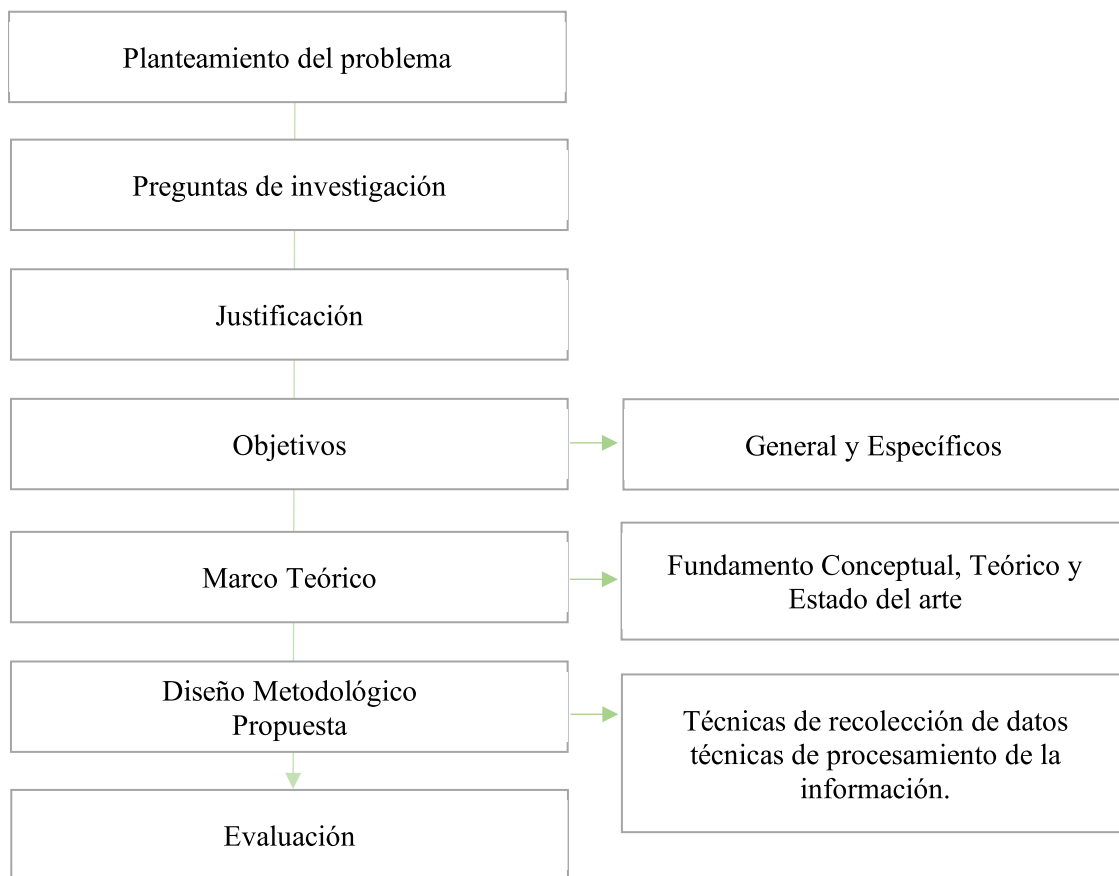 Planteamiento del problema
Preguntas de investigación
Justificación
Objetivos
General y Específicos
Marco Teórico
Fundamento Conceptual, Teórico y
Estado del arte
Diseño Metodológico
Propuesta
Técnicas de recolección de datos
técnicas de procesamiento de la
información.
Evaluación